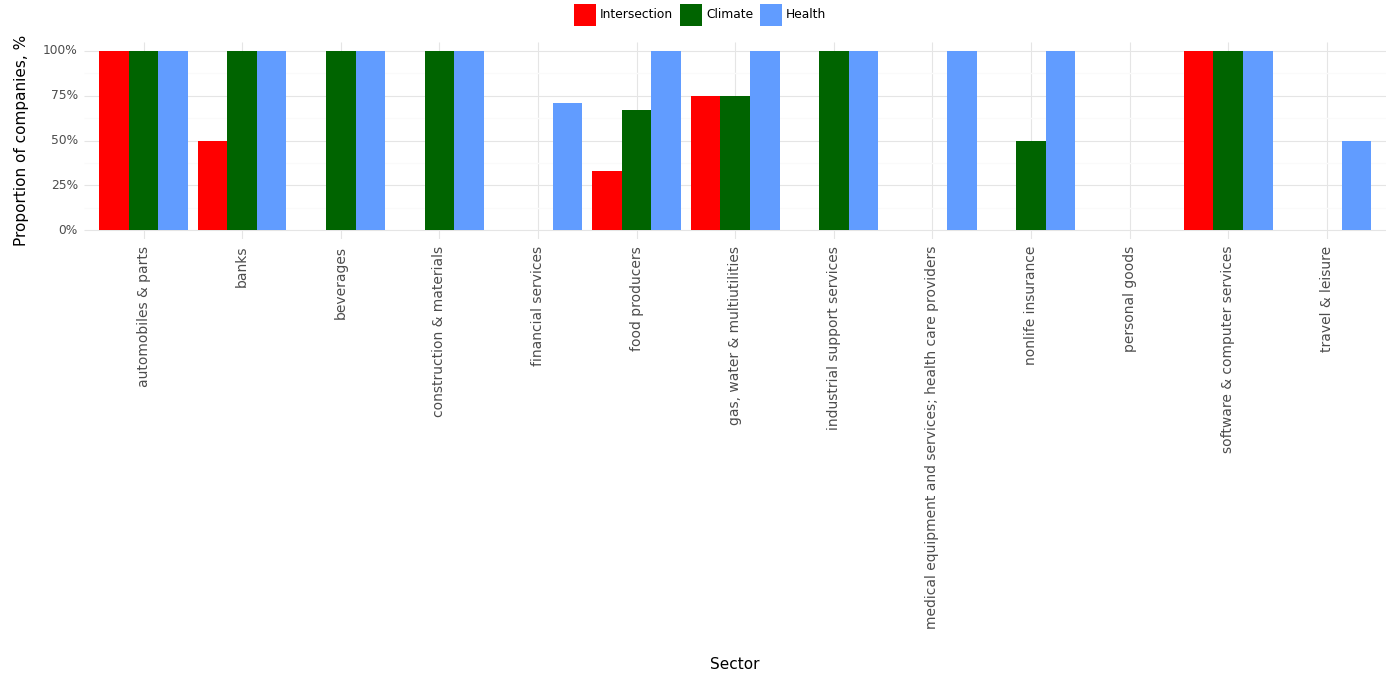 Intersection Climate Health
Proportion of companies, %
100%
75%
50%
25%
0%
automobiles & parts
banks
beverages
construction & materials
financial services
food producers
gas, water & multiutilities
industrial support services
medical equipment and services; health care providers
nonlife insurance
personal goods
software & computer services
travel & leisure
Sector